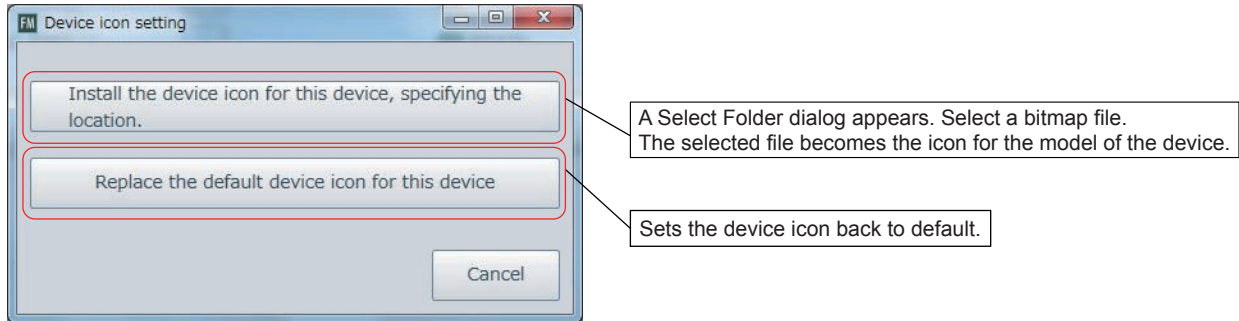 FM Device icon setting
Install the device icon for this device, specifying the
location.
A Select Folder dialog appears. Select a bitmap file.
The selected file becomes the icon for the model of the device.
Replace the default device icon for this device
Sets the device icon back to default.
Cancel